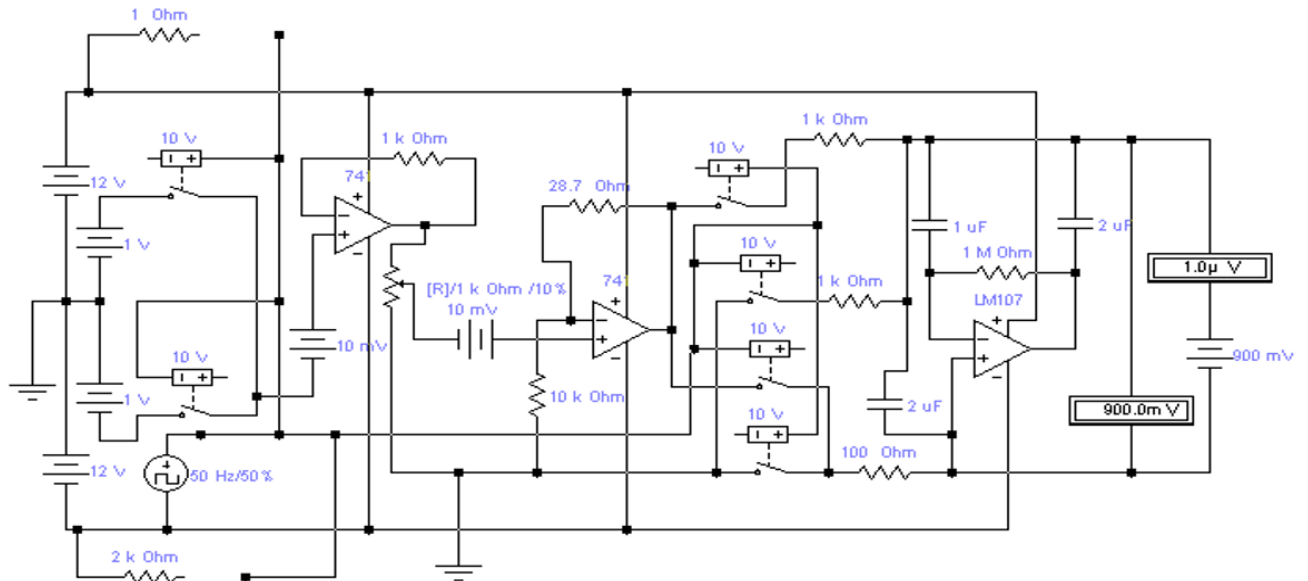 1 Ohm
10 V
1 k Ohm
1 k Ohm
10 V
741
28.7 Ohm
12 V
1 uF
2 uF
1 V
10 V
1 M Ohm
1.0µ V
[R]/1 k Ohm /10%
741
1 k Ohm
LM107
10 mV
10 mV
10 V
900 mV
10 V
1 V
10 k Ohm
2 uF
900.0m V
10 V
12 V
100 Ohm
50 Hz/50%
2 k Ohm